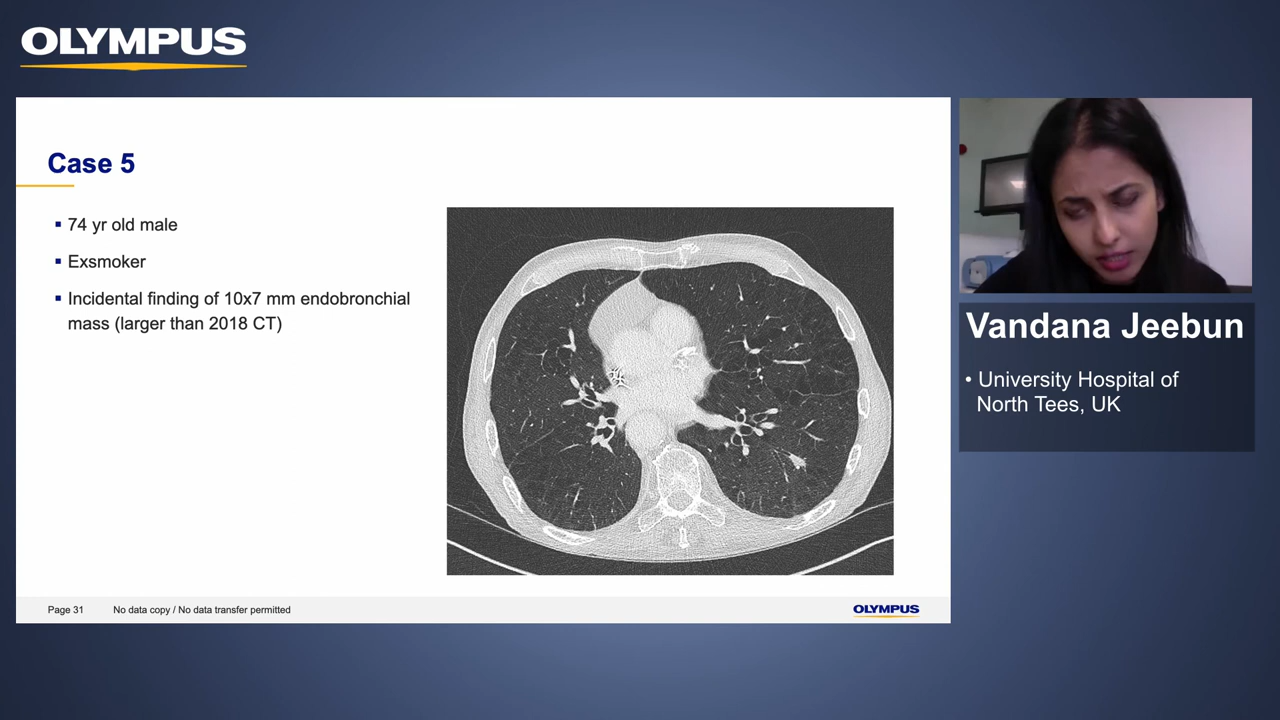 OLYMPUS
Case 5
▪ 74 yr old male
▪ Exsmoker
▪ Incidental finding of 10x7 mm endobronchial
mass (larger than 2018 CT)
Vandana Jeebun
• University Hospital of
North Tees, UK
Page 31 No data copy / No data transfer permitted
OLYMPUS